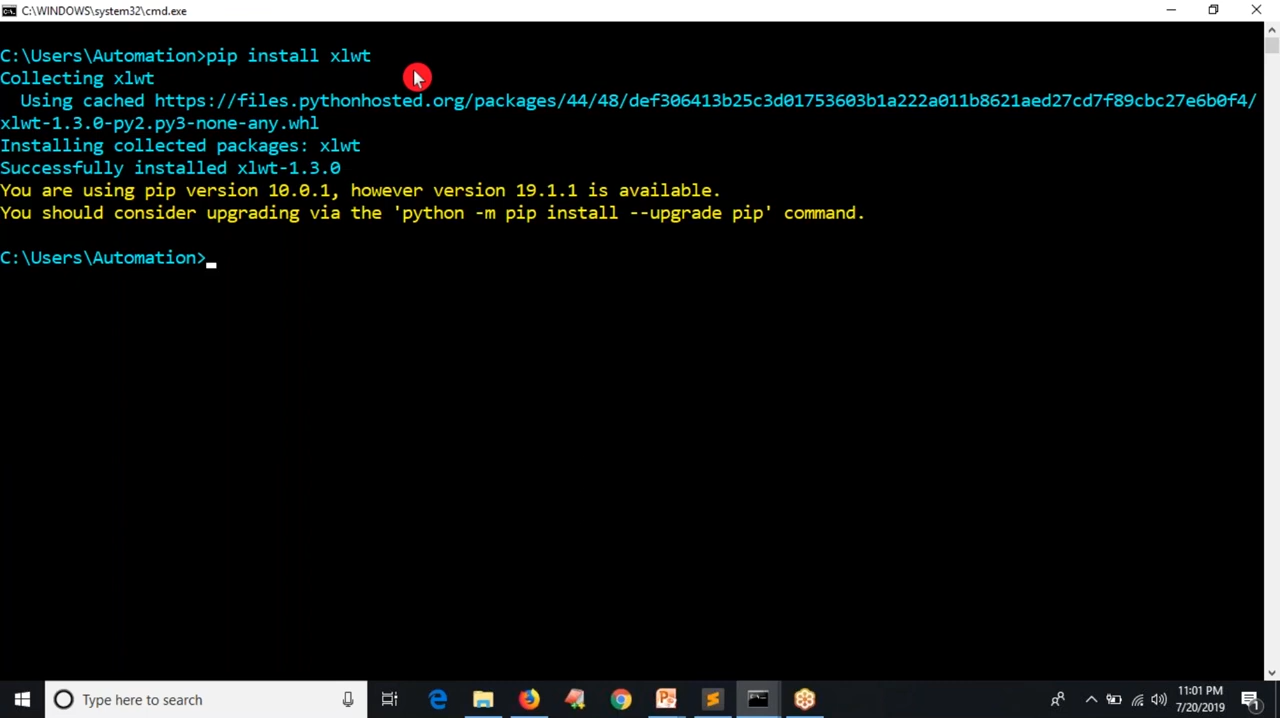 C:\WINDOWS\system32\cmd.exe
C:\Users\Automation>pip install xlwt
Collecting xlwt
Using cached https://files.pythonhosted.org/packages/44/48/def306413b25c3d01753603b1a222a011b8621aed27cd7f89cbc27e6b0f4/
xlwt-1.3.0-py2.py3-none-any.whl
Installing collected packages: xlwt
Successfully installed xlwt-1.3.0
You are using pip version 10.0.1, however version 19.1.1 is available.
You should consider upgrading via the 'python -m pip install --upgrade pip' command.
C:\Users\Automation>
Type here to search
11:01 PM
7/20/2019
1